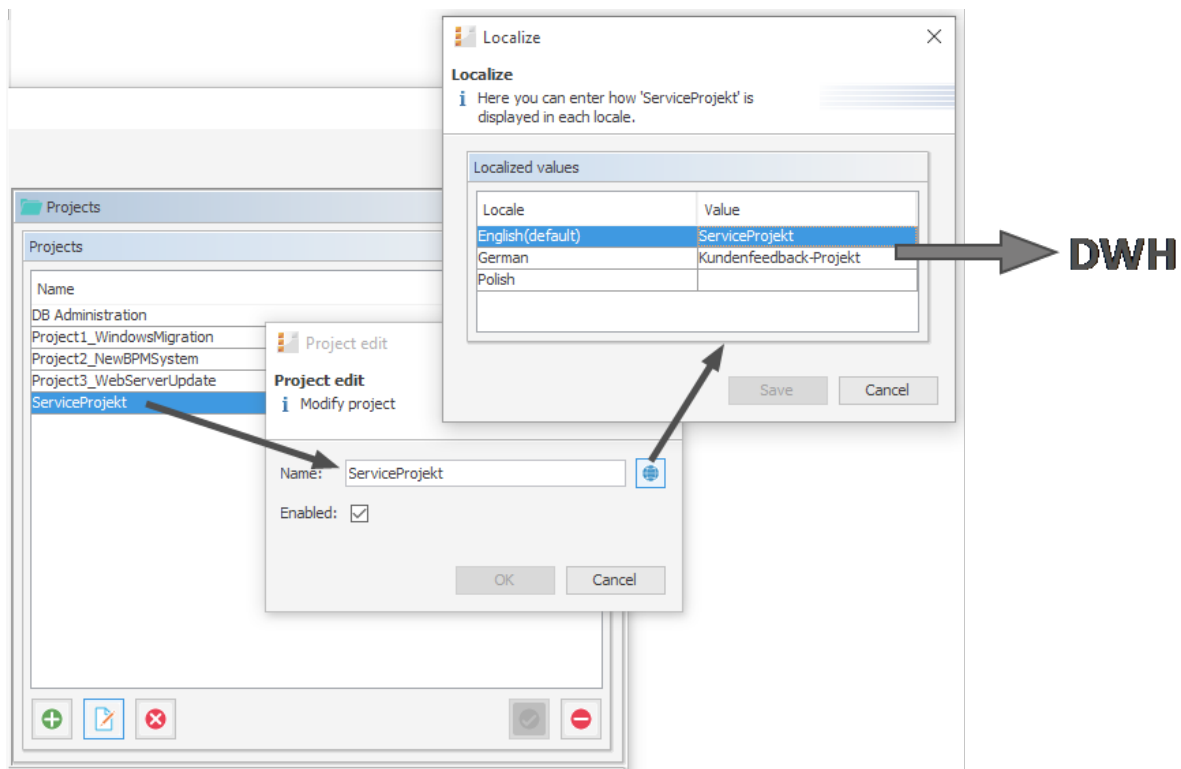 Localize
Localize
Here you can enter how 'ServiceProjekt' is
displayed in each locale.
Localized values
Locale Value
English(default) ServiceProjekt
German Kundenfeedback-Projekt
Polish
Save Cancel
DWH
Projects
Projects
Name
DB Administration
Project1_WindowsMigration
Project2_NewBPMSystem
Project3_WebServerUpdate
ServiceProjekt
Project edit
Project edit
Modify project
Name: ServiceProjekt
Enabled:
OK Cancel